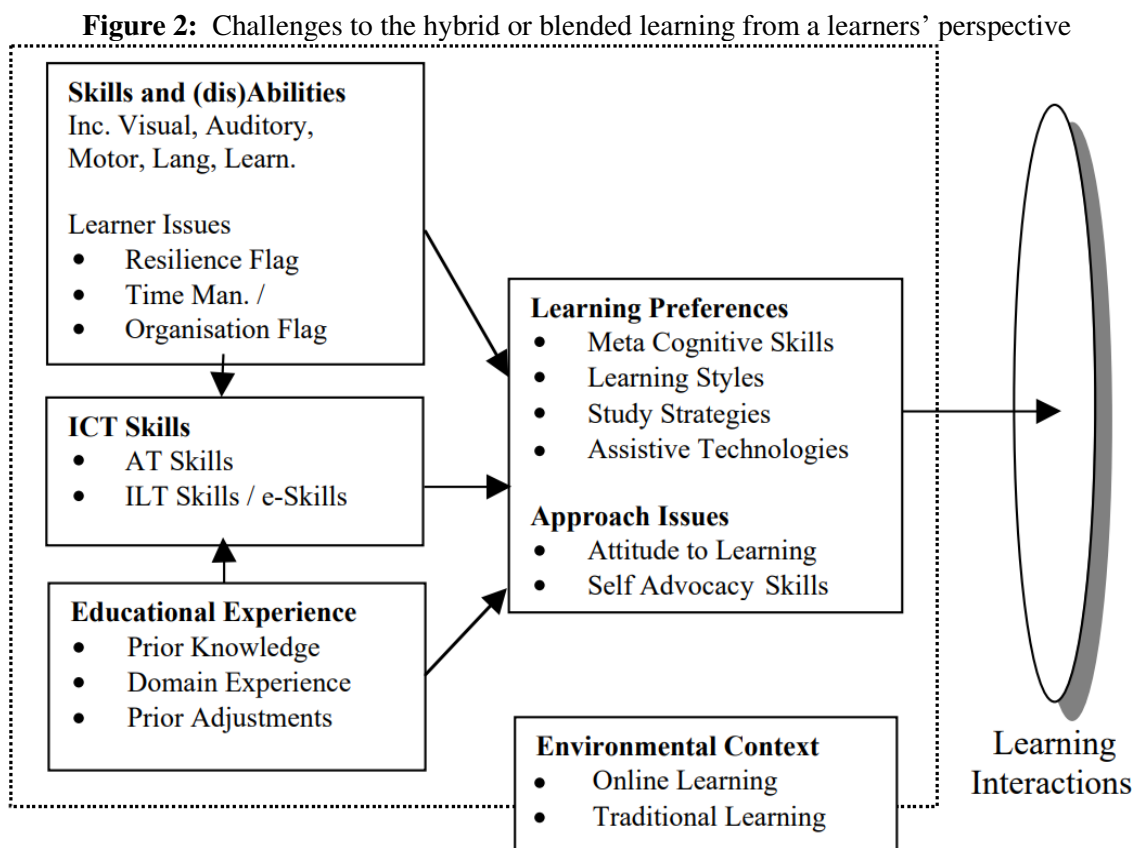 Figure 2: Challenges to the hybrid or blended learning from a learners’ perspective
Skills and (dis)Abilities
Inc. Visual, Auditory,
Motor, Lang, Learn.
Learner Issues
• Resilience Flag
• Time Man. /
• Organisation Flag
ICT Skills
• AT Skills
• ILT Skills / e-Skills
Educational Experience
• Prior Knowledge
• Domain Experience
• Prior Adjustments
Learning Preferences
• Meta Cognitive Skills
• Learning Styles
• Study Strategies
• Assistive Technologies
Approach Issues
• Attitude to Learning
• Self Advocacy Skills
Environmental Context
• Online Learning
• Traditional Learning
Learning
Interactions